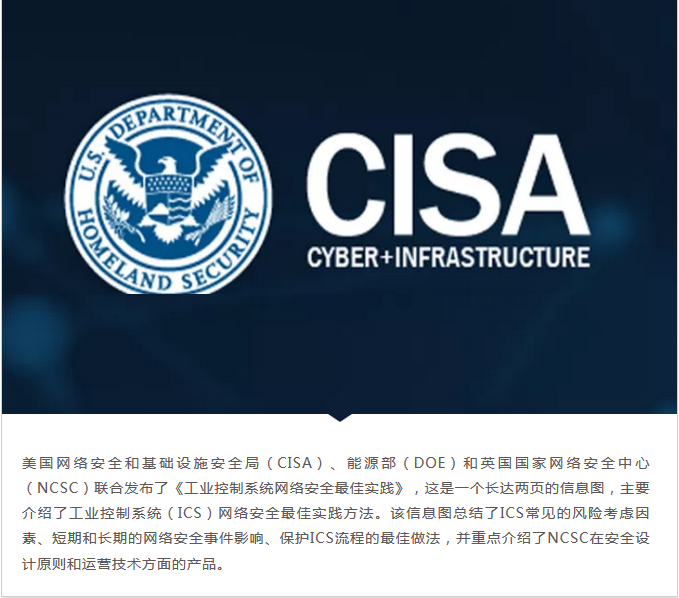 U.S. DEPARTMENT OF
HOMELAND SECURITY
CISA
CYBER+INFRASTRUCTURE
美国网络安全和基础设施安全局（CISA）、能源部（DOE）和英国国家网络安全中心
（NCSC）联合发布了《工业控制系统网络安全最佳实践》，这是一个长达两页的信息图，主要
介绍了工业控制系统（ICS）网络安全最佳实践方法。该信息图总结了ICS常见的风险考虑因
素、短期和长期的网络安全事件影响、保护ICS流程的最佳做法，并重点介绍了NCSC在安全设
计原则和运营技术方面的产品。